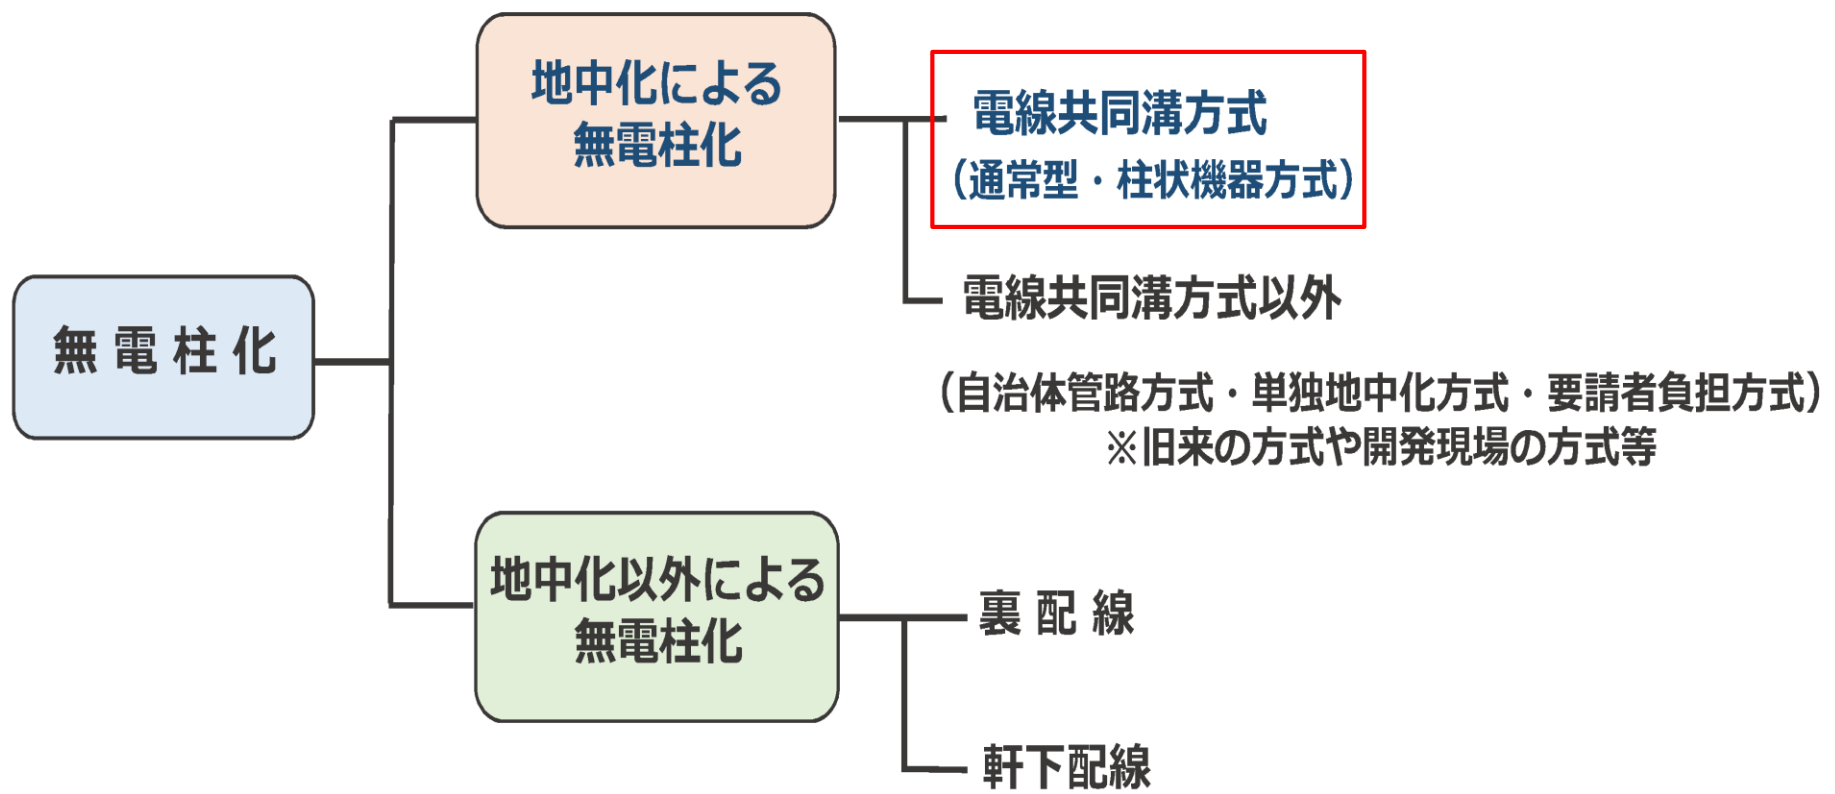 無電柱化
地中化による
無電柱化
電線共同溝方式
（通常型・柱状機器方式）
電線共同溝方式以外
（自治体管路方式・単独地中化方式・要請者負担方式）
※旧来の方式や開発現場の方式等
地中化以外による
無電柱化
裏配線
軒下配線